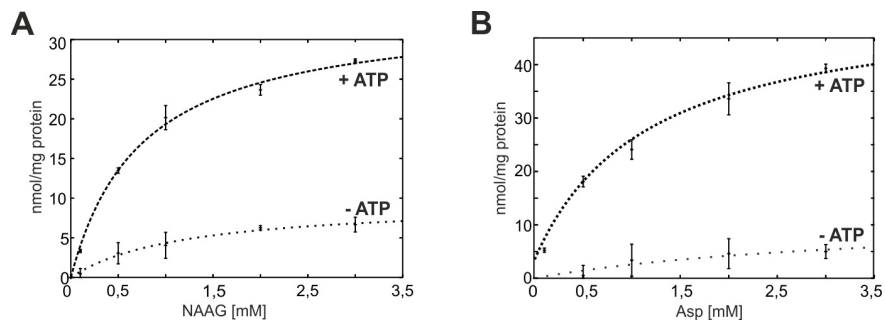 A
B
30
25
20
15
10
5
0
nmol/mg protein
+ ATP
- ATP
0
0,5
1
1,5
2
2,5
3
3,5
NAAG [mM]
40
30
20
10
0
nmol/mg protein
+ ATP
- ATP
0
0,5
1
1,5
2
2,5
3
3,5
Asp [mM]